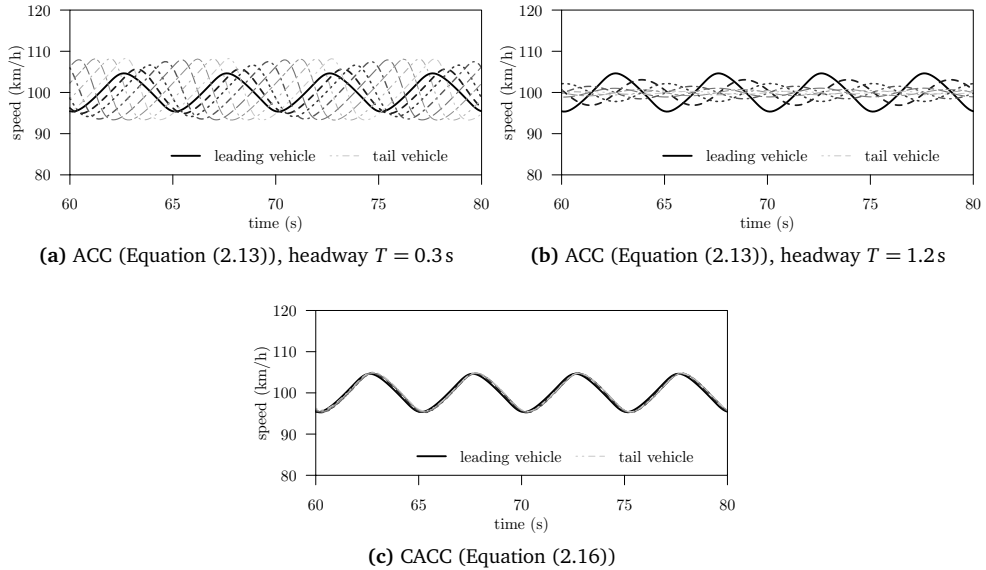 120
110
100
90
80
speed (km/h)
leading vehicle
tail vehicle
60
65
70
75
80
time (s)
(a) ACC (Equation (2.13)), headway T = 0.3 s
120
110
100
90
80
speed (km/h)
leading vehicle
tail vehicle
60
65
70
75
80
time (s)
(b) ACC (Equation (2.13)), headway T = 1.2 s
120
110
100
90
80
speed (km/h)
leading vehicle
tail vehicle
60
65
70
75
80
time (s)
(c) CACC (Equation (2.16))